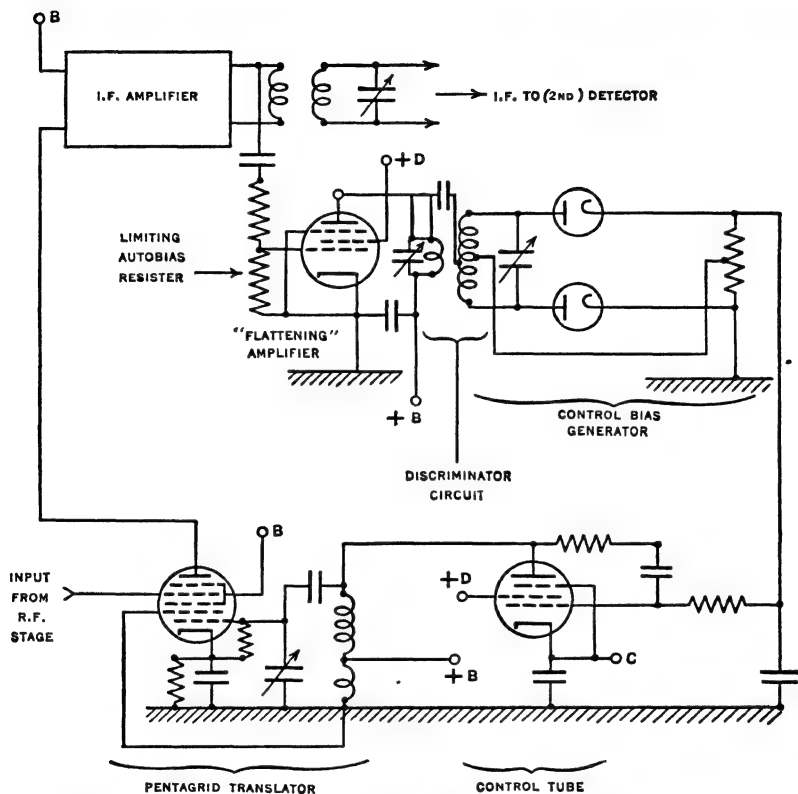 B
I.F. AMPLIFIER
I.F. TO (2ND) DETECTOR
+D
LIMITING
AUTOBIAS
RESISTER
"FLATTENING"
AMPLIFIER
+B
CONTROL BIAS
GENERATOR
DISCRIMINATOR
CIRCUIT
B
INPUT
FROM
R.F.
STAGE
+D
+B
C
PENTAGRID TRANSLATOR
CONTROL TUBE